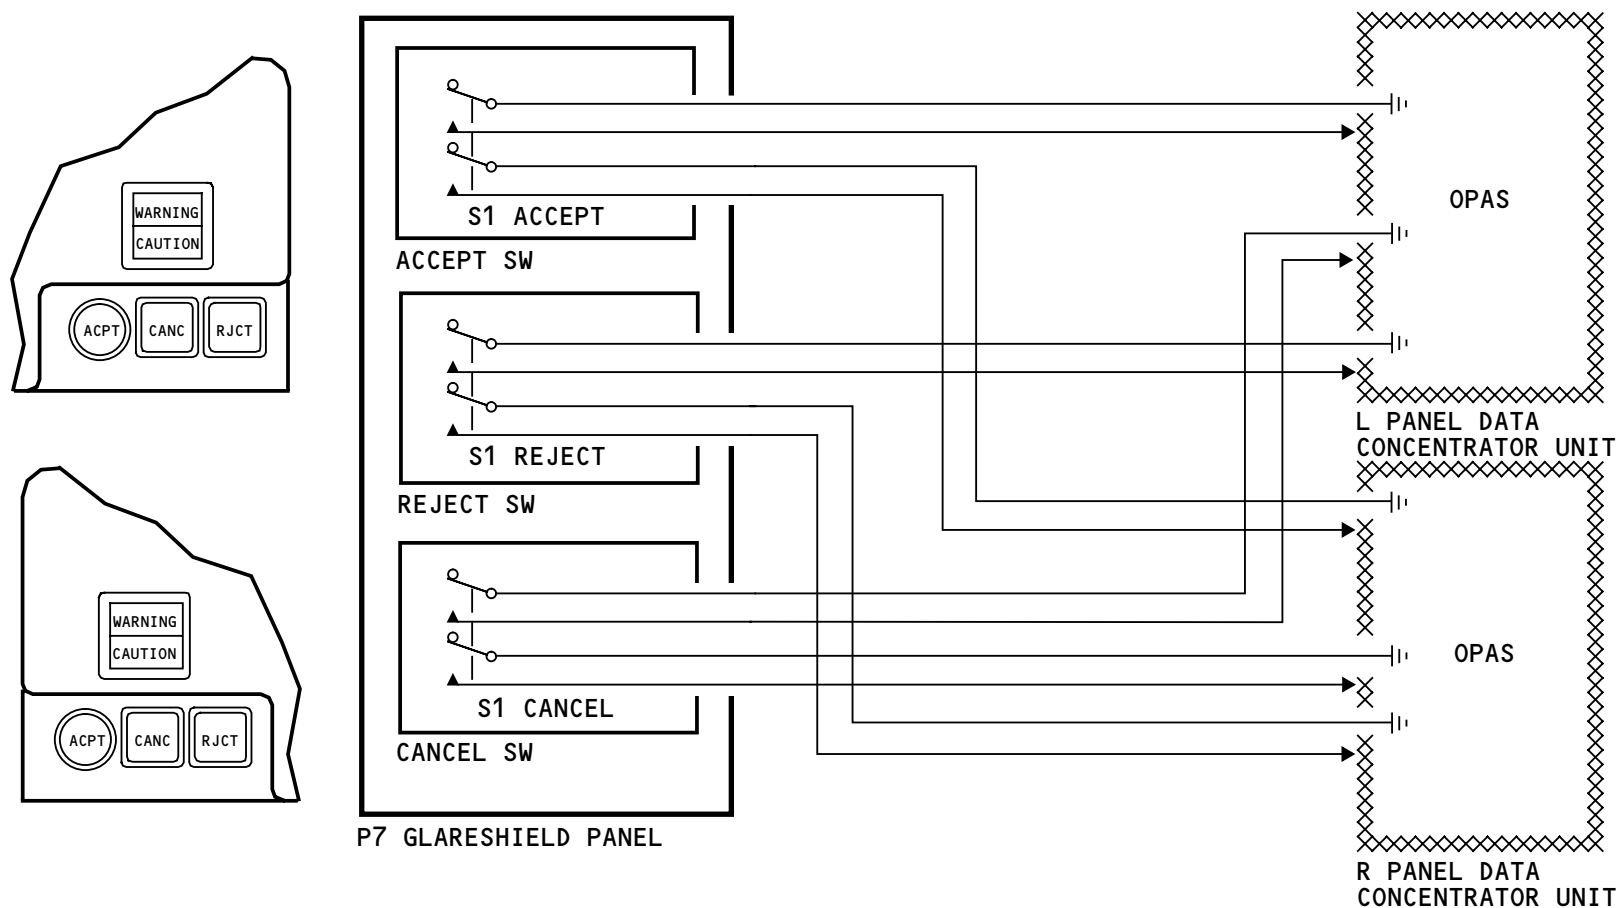 WARNING
CAUTION
ACPT
CANC
RJCT
WARNING
CAUTION
ACPT
CANC
RJCT
S1 ACCEPT
ACCEPT SW
S1 REJECT
REJECT SW
S1 CANCEL
CANCEL SW
P7 GLARESHIELD PANEL
OPAS
L PANEL DATA
CONCENTRATOR UNIT
OPAS
R PANEL DATA
CONCENTRATOR UNIT